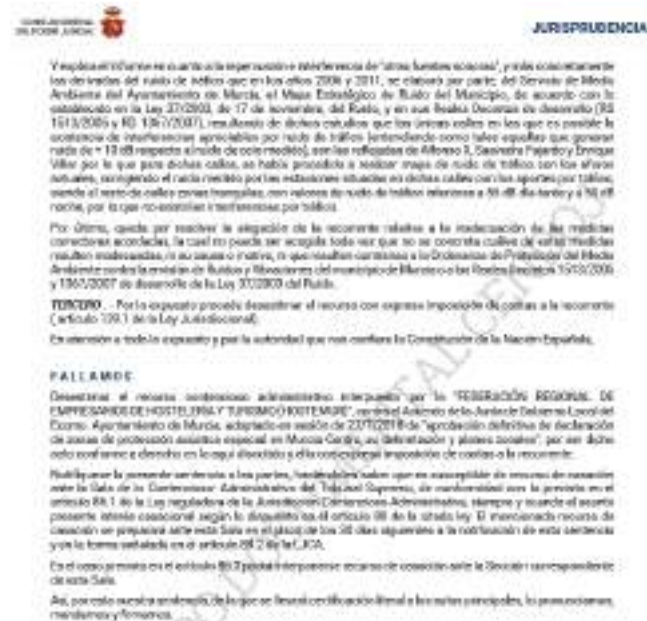 CONSEJO GENERAL
DEL PODER JUDICIAL
JURISPRUDENCIA
Y explica el informe en cuanto a la repercusión e interferencia de "otras fuentes sonoras", y más concretamente
las derivadas del ruido de tráfico que en los años 2006 y 2011, se elaboró por parte, del Servicio de Medio
Ambiente del Ayuntamiento de Murcia, el Mapa Estratégico de Ruido del Municipio, de acuerdo con lo
establecido en la Ley 37/2003, de 17 de noviembre, del Ruido, y en sus Reales Decretos de desarrollo (RD
1513/2005 y RD 1367/2007), resultando de dichos estudios que las únicas calles en las que es posible la
existencia de interferencias apreciables por ruido de tráfico (entendiendo como tales aquellas que generan
ruido de + 10 dB respecto al ruido de ocio medido), son las reflejadas de Alfonso X, Saavedra Fajardo y Enrique
Villar por lo que para dichas calles, se había procedido a realizar mapa de ruido de tráfico con los aforos
actuales, corrigiendo el ruido medido por las estaciones situadas en dichas calles con los aportes por tráfico,
siendo el resto de calles zonas tranquilas, con valores de ruido de tráfico inferiores a 55 dB día-tarde y a 50 dB
noche, por lo que no existirían interferencias por tráfico.
Por último, queda por resolver la alegación de la recurrente relativa a la inadecuación de las medidas
correctoras acordadas, la cual no puede ser acogida toda vez que no se concreta cuál de estas medidas
resulten inadecuadas, ni su causa o motivo, ni que resulten contrarias a la Ordenanza de Protección del Medio
Ambiente contra la emisión de Ruidos y Vibraciones del municipio de Murcia o a los Reales Decretos 1513/2005
y 1367/2007 de desarrollo de la Ley 37/2003 del Ruido.
TERCERO .- Por lo expuesto procede desestimar el recurso con expresa imposición de costas a la recurrente
( artículo 139.1 de la Ley Jurisdiccional).
En atención a todo lo expuesto y por la autoridad que nos confiere la Constitución de la Nación Española,
FALLAMOS
Desestimar el recurso contencioso administrativo interpuesto por la "FEDERACIÓN REGIONAL DE
EMPRESARIOS DE HOSTELERÍA Y TURISMO (HOSTEMUR)", contra el Acuerdo de la Junta de Gobierno Local del
Excmo. Ayuntamiento de Murcia, adoptado en sesión de 23/11/2018 de "aprobación definitiva de declaración
de zonas de protección acústica especial en Murcia Centro, su delimitación y planes zonales"; por ser dicho
acto conforme a derecho en lo aquí discutido y ello con expresa imposición de costas a la recurrente.
Notifíquese la presente sentencia a las partes, haciéndoles saber que es susceptible de recurso de casación
ante la Sala de lo Contencioso- Administrativo del Tribunal Supremo, de conformidad con lo previsto en el
artículo 86.1 de la Ley reguladora de la Jurisdicción Contencioso-Administrativa, siempre y cuando el asunto
presente interés casacional según lo dispuesto en el artículo 88 de la citada ley. El mencionado recurso de
casación se preparará ante esta Sala en el plazo de los 30 días siguientes a la notificación de esta sentencia
y en la forma señalada en el artículo 89.2 de la LJCA.
En el caso previsto en el artículo 86.3 podrá interponerse recurso de casación ante la Sección correspondiente
de esta Sala.
Así, por esta nuestra sentencia, de la que se llevará certificación literal a los autos principales, lo pronunciamos,
mandamos y firmamos.